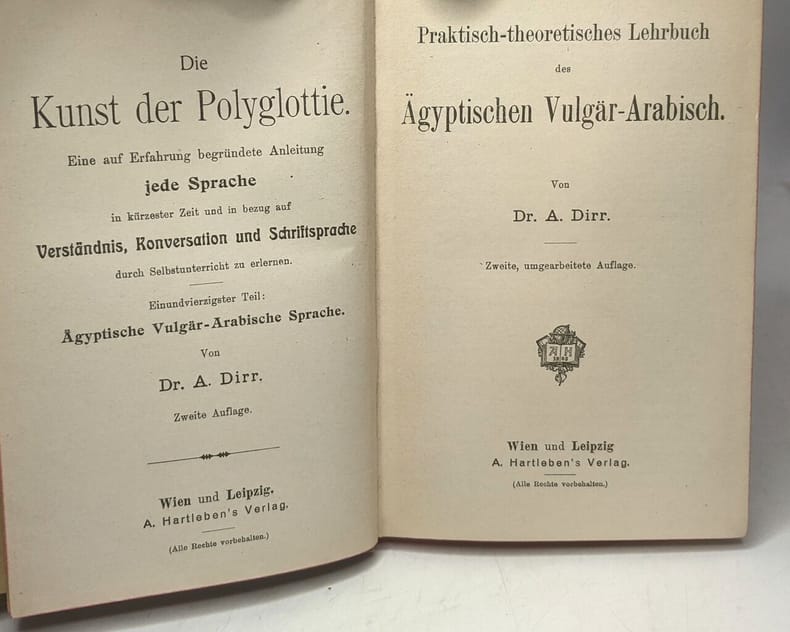 Die
Kunst der Polyglottie.
Eine auf Erfahrung begründete Anleitung
jede Sprache
in kürzester Zeit und in bezug auf
Verständnis, Konversation und Schriftsprache
durch Selbstunterricht zu erlernen.
Einundvierzigster Teil:
Ägyptische Vulgär-Arabische Sprache.
Von
Dr. A. Dirr.
Zweite Auflage.
Wien und Leipzig.
A. Hartleben's Verlag.
(Alle Rechte vorbehalten.)
Praktisch-theoretisches Lehrbuch
des
Ägyptischen Vulgär-Arabisch.
Von
Dr. A. Dirr.
Zweite, umgearbeitete Auflage.
A H
Wien und Leipzig
A. Hartleben's Verlag.
(Alle Rechte vorbehalten.)